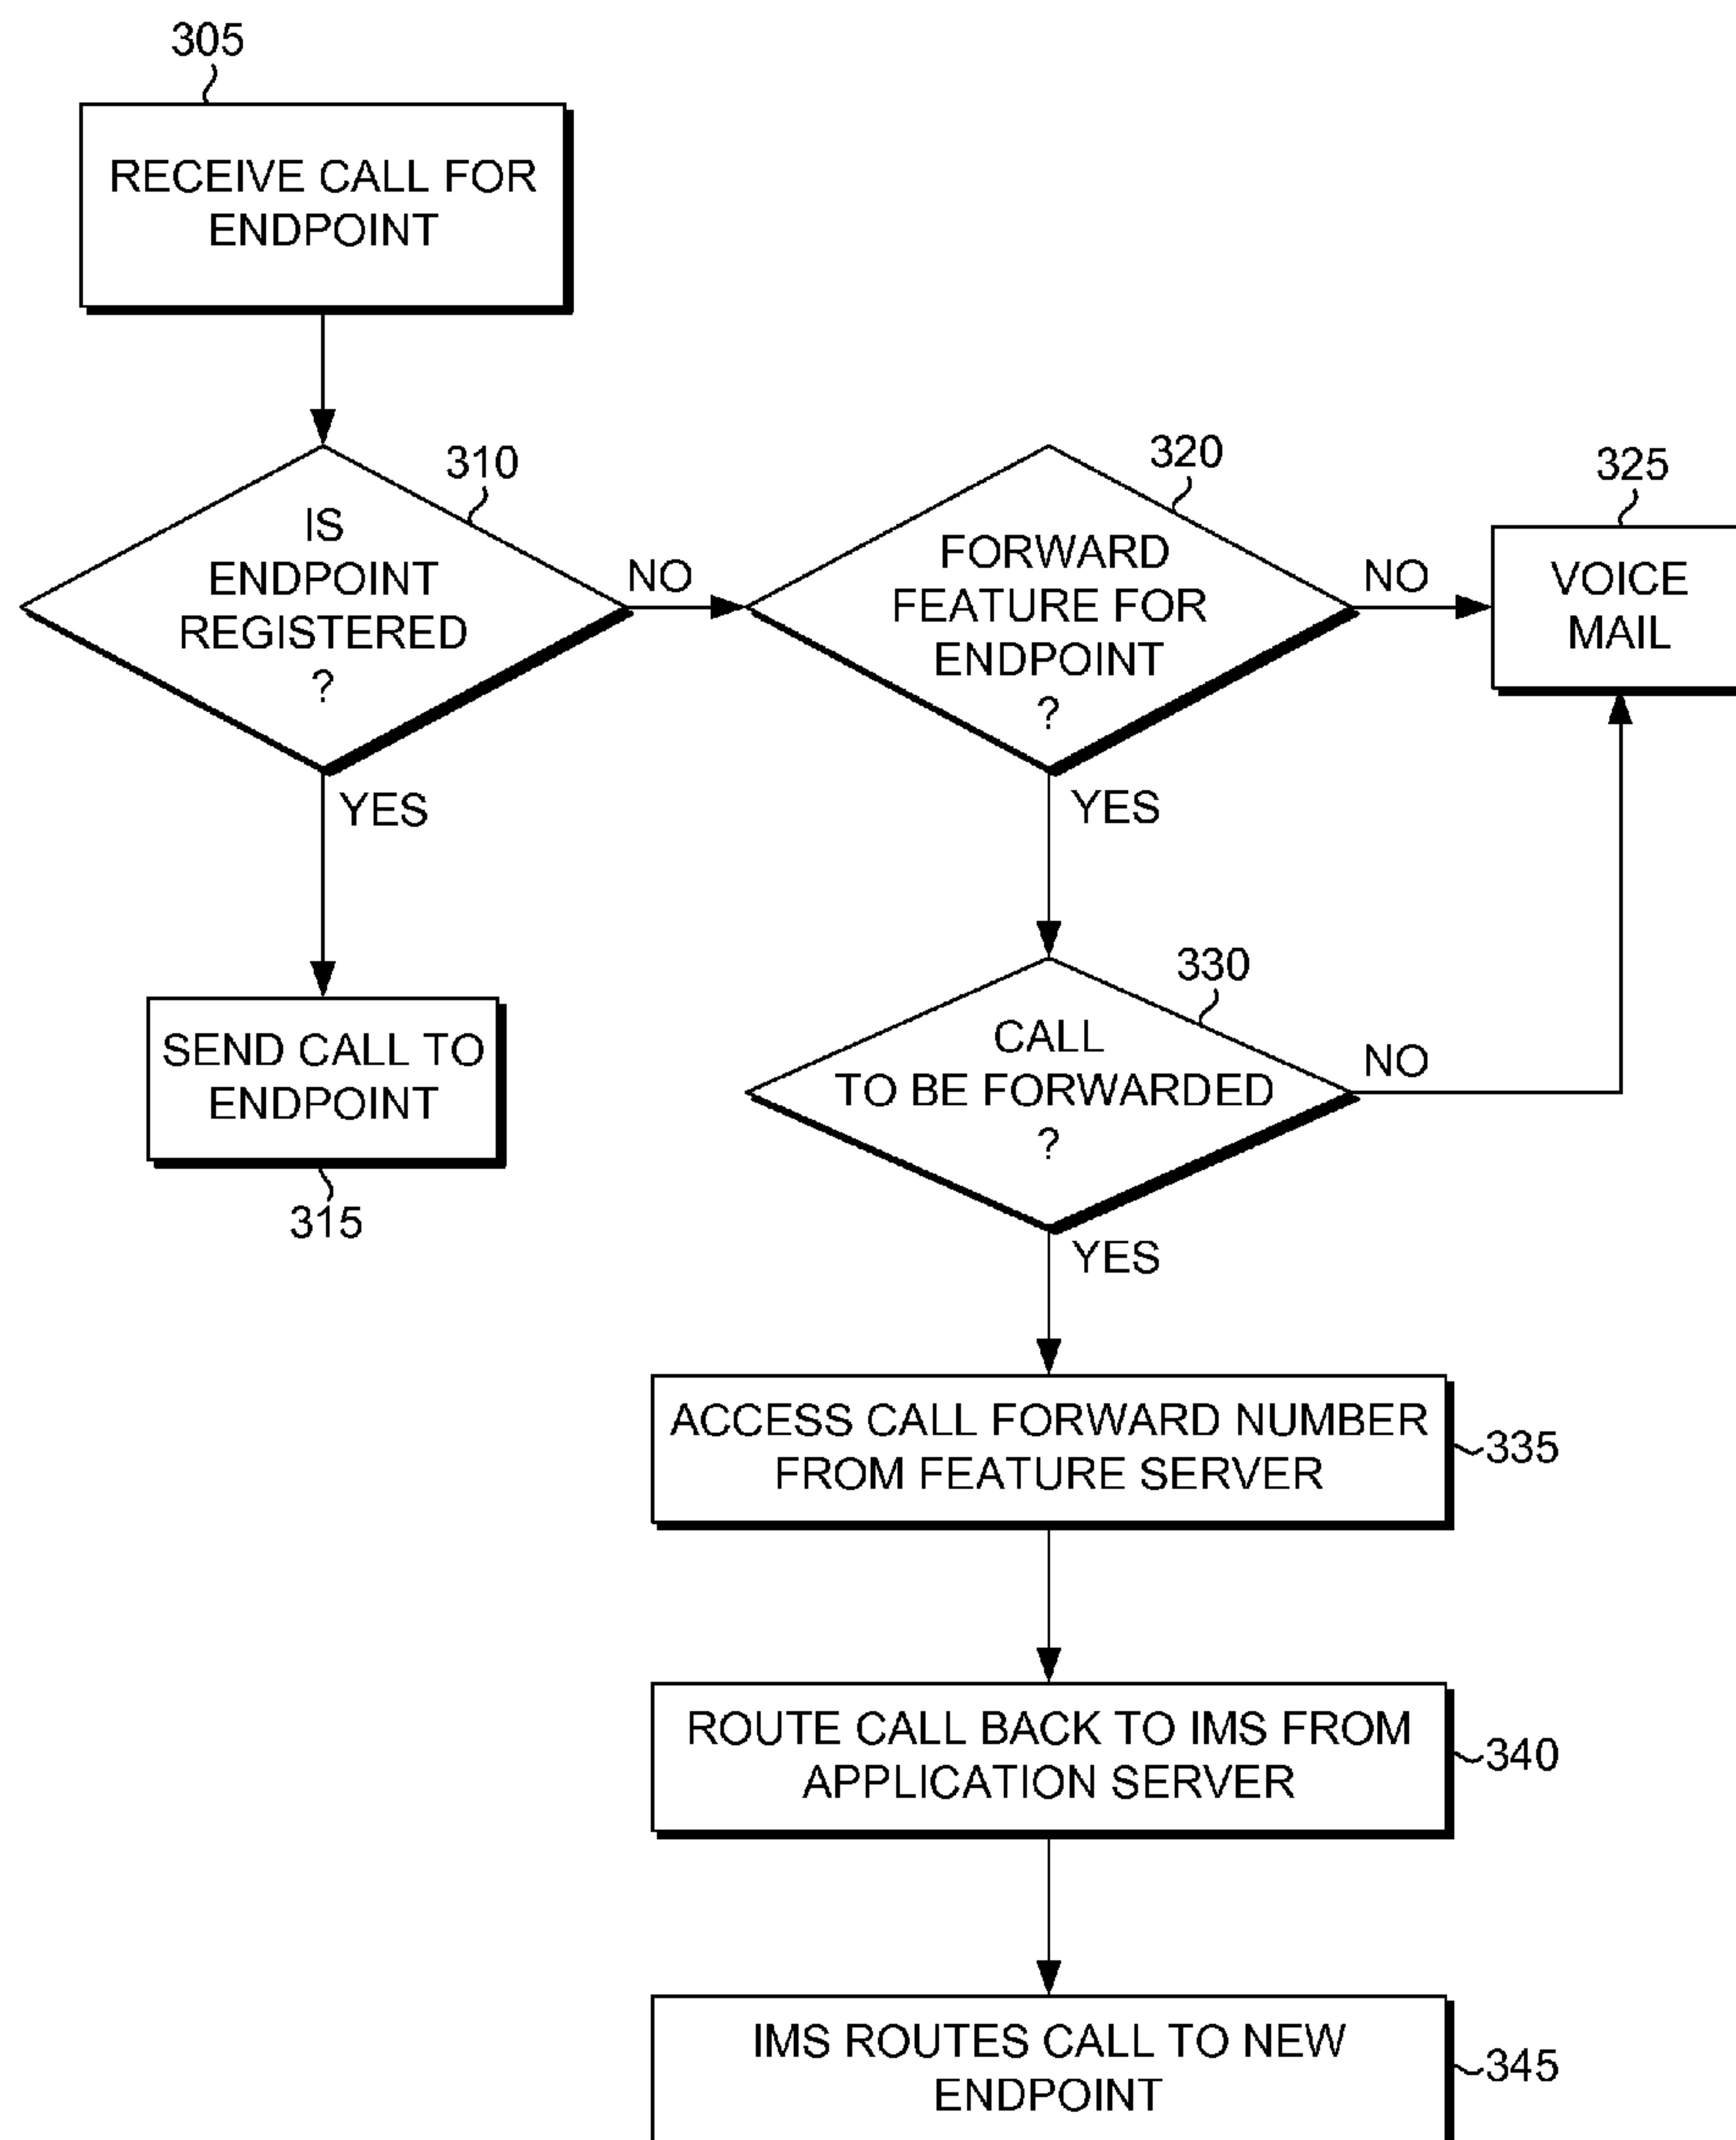 305
RECEIVE CALL FOR
ENDPOINT
310
IS
ENDPOINT
REGISTERED
?
NO
YES
SEND CALL TO
ENDPOINT
315
320
FORWARD
FEATURE FOR
ENDPOINT
?
NO
YES
325
VOICE
MAIL
330
CALL
TO BE FORWARDED
?
NO
YES
ACCESS CALL FORWARD NUMBER
FROM FEATURE SERVER
335
ROUTE CALL BACK TO IMS FROM
APPLICATION SERVER
340
IMS ROUTES CALL TO NEW
ENDPOINT
345